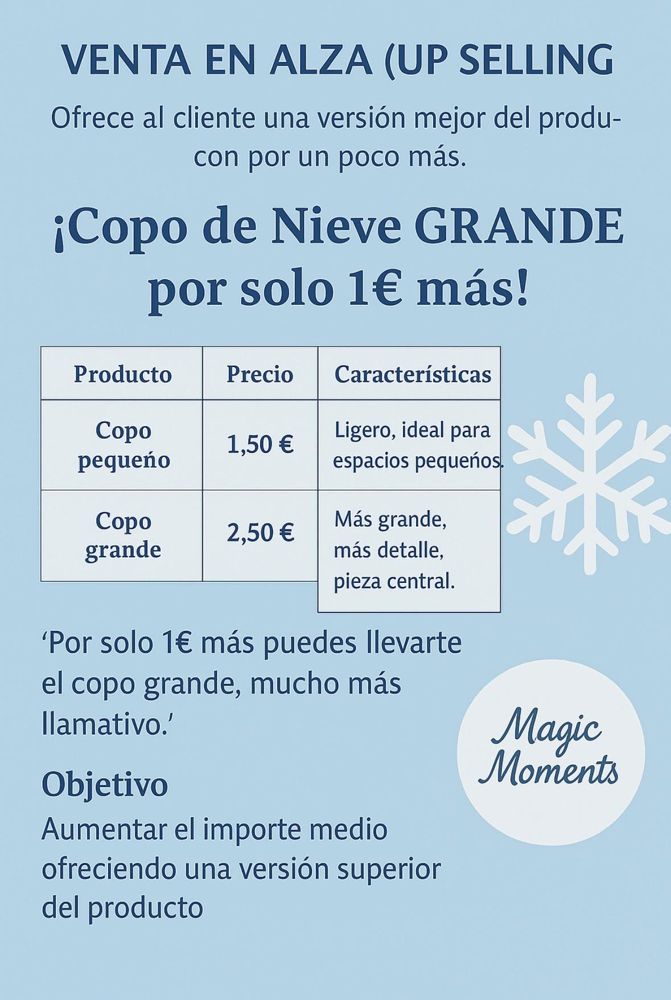 VENTA EN ALZA (UP SELLING
Ofrece al cliente una versión mejor del produ-
con por un poco más.
¡Copo de Nieve GRANDE
por solo 1€ más!
Producto Precio Características
Copo
pequeńo
1,50 €
Ligero, ideal para
espacios pequeńos.
Copo
grande
2,50 €
Más grande,
más detalle,
pieza central.
‘Por solo 1€ más puedes llevarte
el copo grande, mucho más
llamativo.’
Magic
Moments
Objetivo
Aumentar el importe medio
ofreciendo una versión superior
del producto